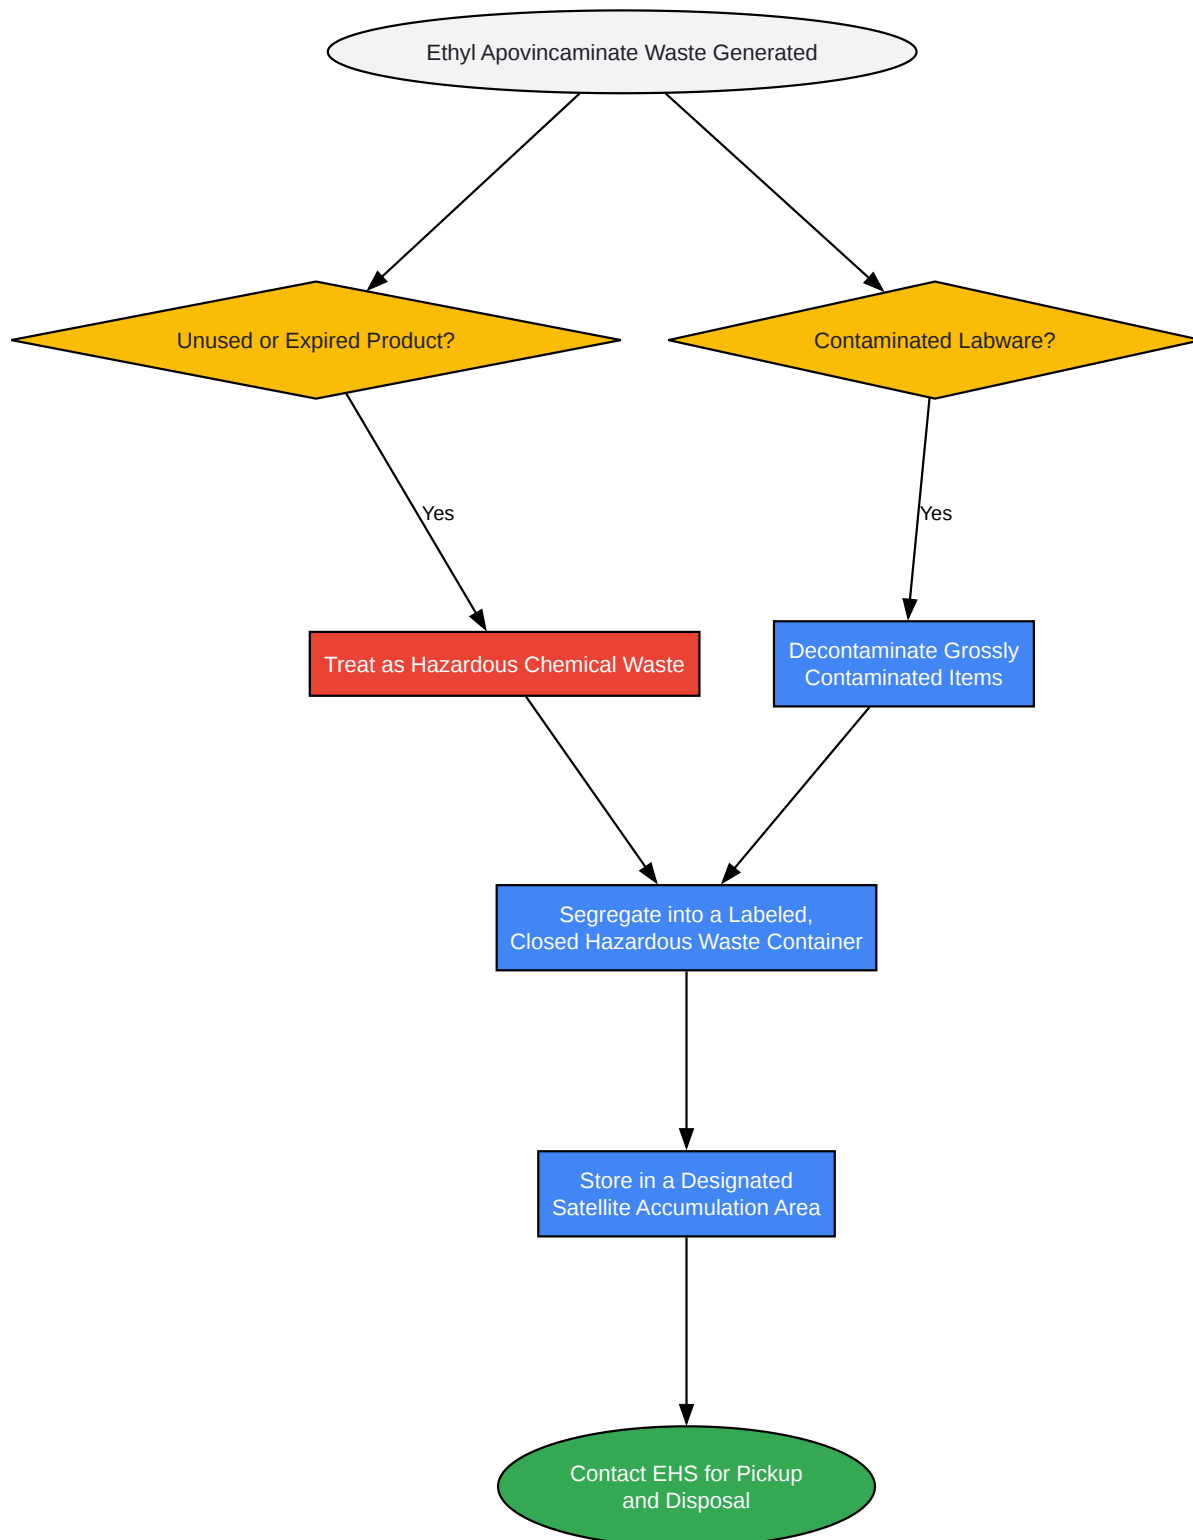 Ethyl Apovincaminate Waste Generated
Unused or Expired Product?
Contaminated Labware?
Yes
Yes
Treat as Hazardous Chemical Waste
Decontaminate Grossly
Contaminated Items
Segregate into a Labeled,
Closed Hazardous Waste Container
Store in a Designated
Satellite Accumulation Area
Contact EHS for Pickup
and Disposal